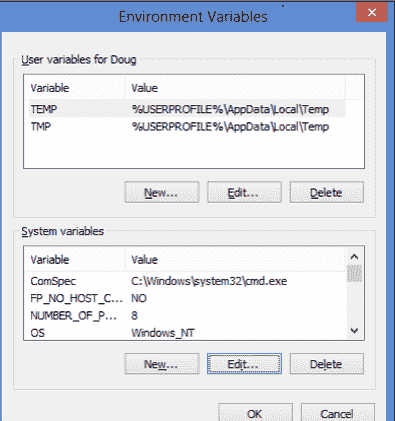 Environment Variables
User variables for Doug
Variable Value
TEMP %USERPROFILE%\AppData\Local\Temp
TMP %USERPROFILE%\AppData\Local\Temp
New... Edit... Delete
System variables
Variable Value
ComSpec C:\Windows\system32\cmd.exe
FP_NO_HOST_C... NO
NUMBER_OF_P... 8
OS Windows_NT
New... Edit... Delete
OK Cancel